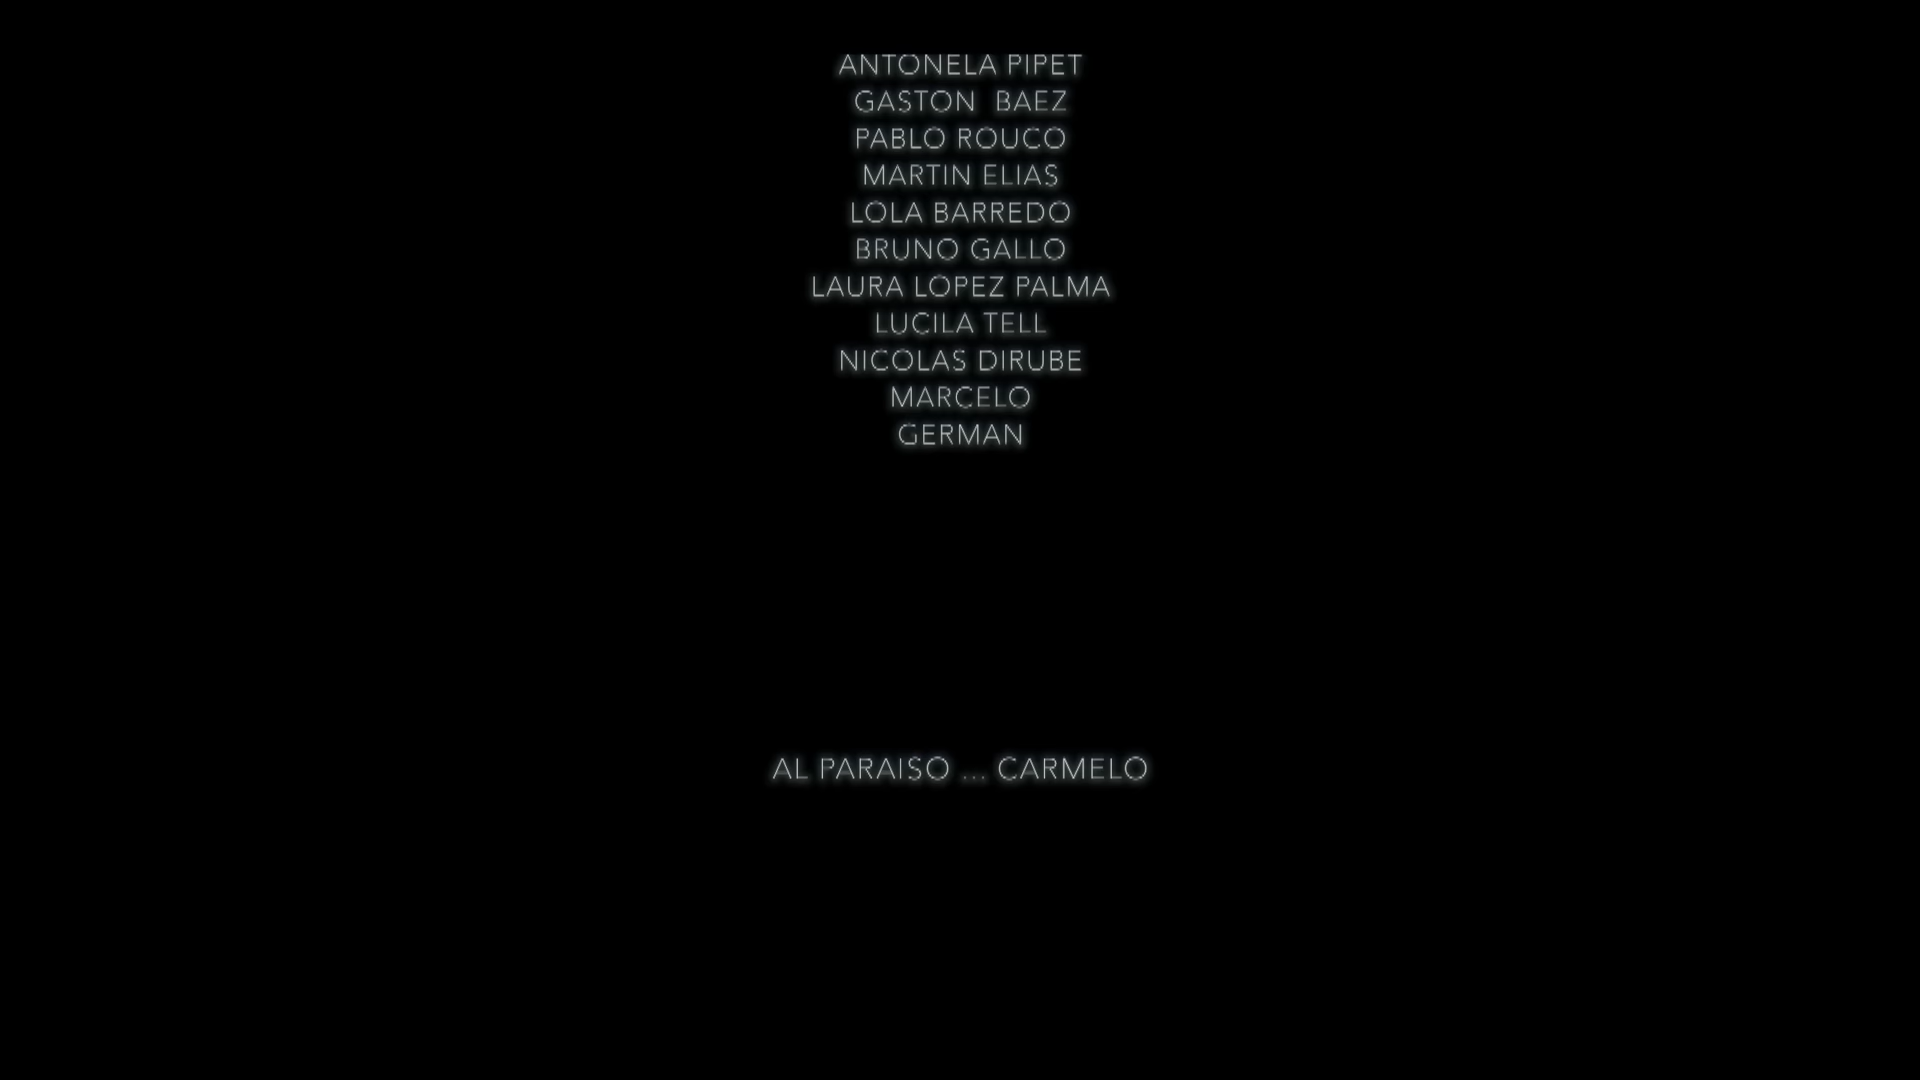 ANTONELA PIPET
GASTON  BAEZ
PABLO ROUCO
MARTIN ELIAS
LOLA BARREDO
BRUNO GALLO
LAURA LOPEZ PALMA
LUCILA TELL
NICOLAS DIRUBE
MARCELO
GERMAN
AL PARAISO ... CARMELO